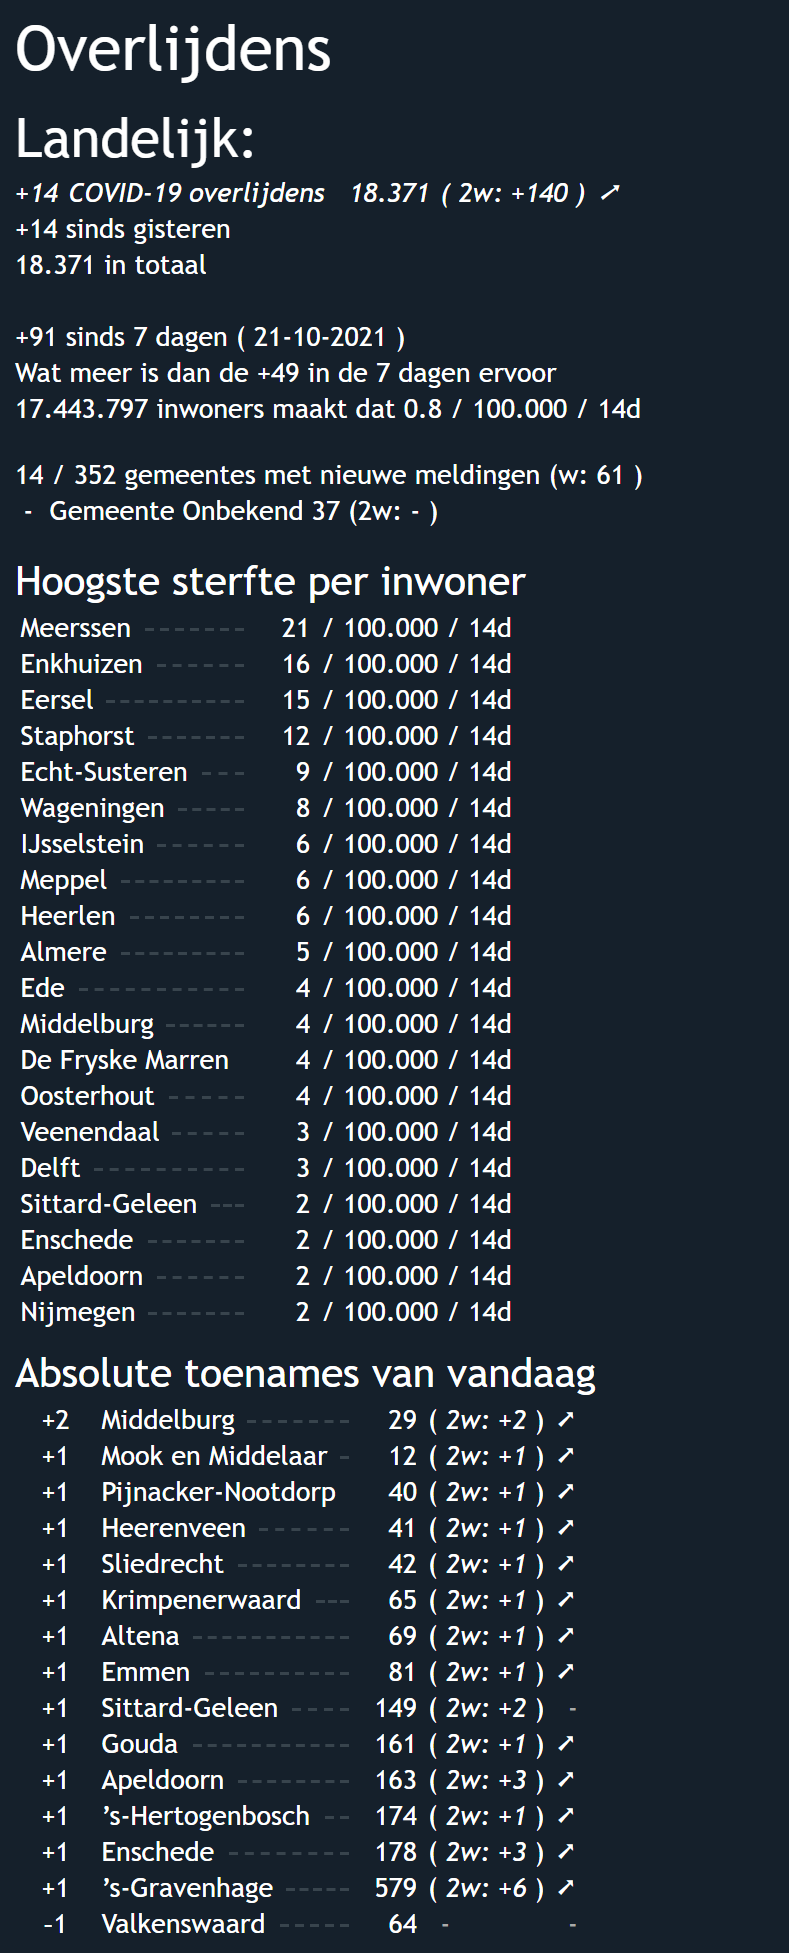 Overlijdens
Landelijk:
+14 COVID-19 overlijdens 18.371 ( 2w: +140 ) ➚
+14 sinds gisteren
18.371 in totaal
+91 sinds 7 dagen ( 21-10-2021 )
Wat meer is dan de +49 in de 7 dagen ervoor
17.443.797 inwoners maakt dat 0.8 / 100.000 / 14d
14 / 352 gemeentes met nieuwe meldingen (w: 61 )
- Gemeente Onbekend 37 (2w: - )
Hoogste sterfte per inwoner
Meerssen ------- 21 / 100.000 / 14d
Enkhuizen ------ 16 / 100.000 / 14d
Eersel ---------- 15 / 100.000 / 14d
Staphorst ------- 12 / 100.000 / 14d
Echt-Susteren --- 9 / 100.000 / 14d
Wageningen ----- 8 / 100.000 / 14d
IJsselstein ------ 6 / 100.000 / 14d
Meppel --------- 6 / 100.000 / 14d
Heerlen -------- 6 / 100.000 / 14d
Almere --------- 5 / 100.000 / 14d
Ede ------------ 4 / 100.000 / 14d
Middelburg ------ 4 / 100.000 / 14d
De Fryske Marren 4 / 100.000 / 14d
Oosterhout ----- 4 / 100.000 / 14d
Veenendaal ----- 3 / 100.000 / 14d
Delft ---------- 3 / 100.000 / 14d
Sittard-Geleen --- 2 / 100.000 / 14d
Enschede ------- 2 / 100.000 / 14d
Apeldoorn ------ 2 / 100.000 / 14d
Nijmegen ------- 2 / 100.000 / 14d
Absolute toenames van vandaag
+2 Middelburg ------- 29 ( 2w: +2 ) ➚
+1 Mook en Middelaar - 12 ( 2w: +1 ) ➚
+1 Pijnacker-Nootdorp 40 ( 2w: +1 ) ➚
+1 Heerenveen ------ 41 ( 2w: +1 ) ➚
+1 Sliedrecht -------- 42 ( 2w: +1 ) ➚
+1 Krimpenerwaard --- 65 ( 2w: +1 ) ➚
+1 Altena ----------- 69 ( 2w: +1 ) ➚
+1 Emmen ---------- 81 ( 2w: +1 ) ➚
+1 Sittard-Geleen ---- 149 ( 2w: +2 ) -
+1 Gouda ----------- 161 ( 2w: +1 ) ➚
+1 Apeldoorn -------- 163 ( 2w: +3 ) ➚
+1 ’s-Hertogenbosch -- 174 ( 2w: +1 ) ➚
+1 Enschede -------- 178 ( 2w: +3 ) ➚
+1 ’s-Gravenhage ----- 579 ( 2w: +6 ) ➚
-1 Valkenswaard ----- 64 - -